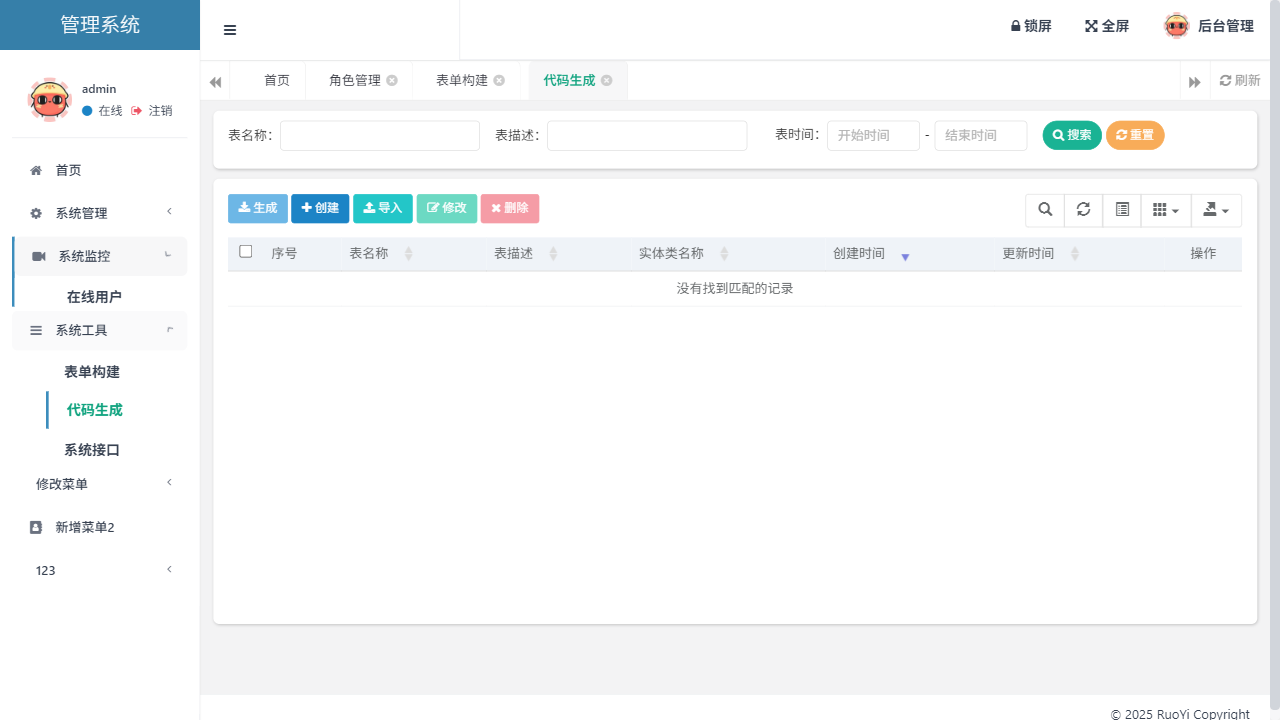 管理系统
锁屏 全屏 后台管理
admin
在线 注销
首页 角色管理 表单构建 代码生成 刷新
表名称： 表描述： 表时间： 开始时间 - 结束时间 搜索 重置
生成 创建 导入 修改 删除
序号 表名称 表描述 实体类名称 创建时间 更新时间 操作
没有找到匹配的记录
首页
系统管理
系统监控
在线用户
系统工具
表单构建
代码生成
系统接口
修改菜单
新增菜单2
123
© 2025 RuoYi Copyright